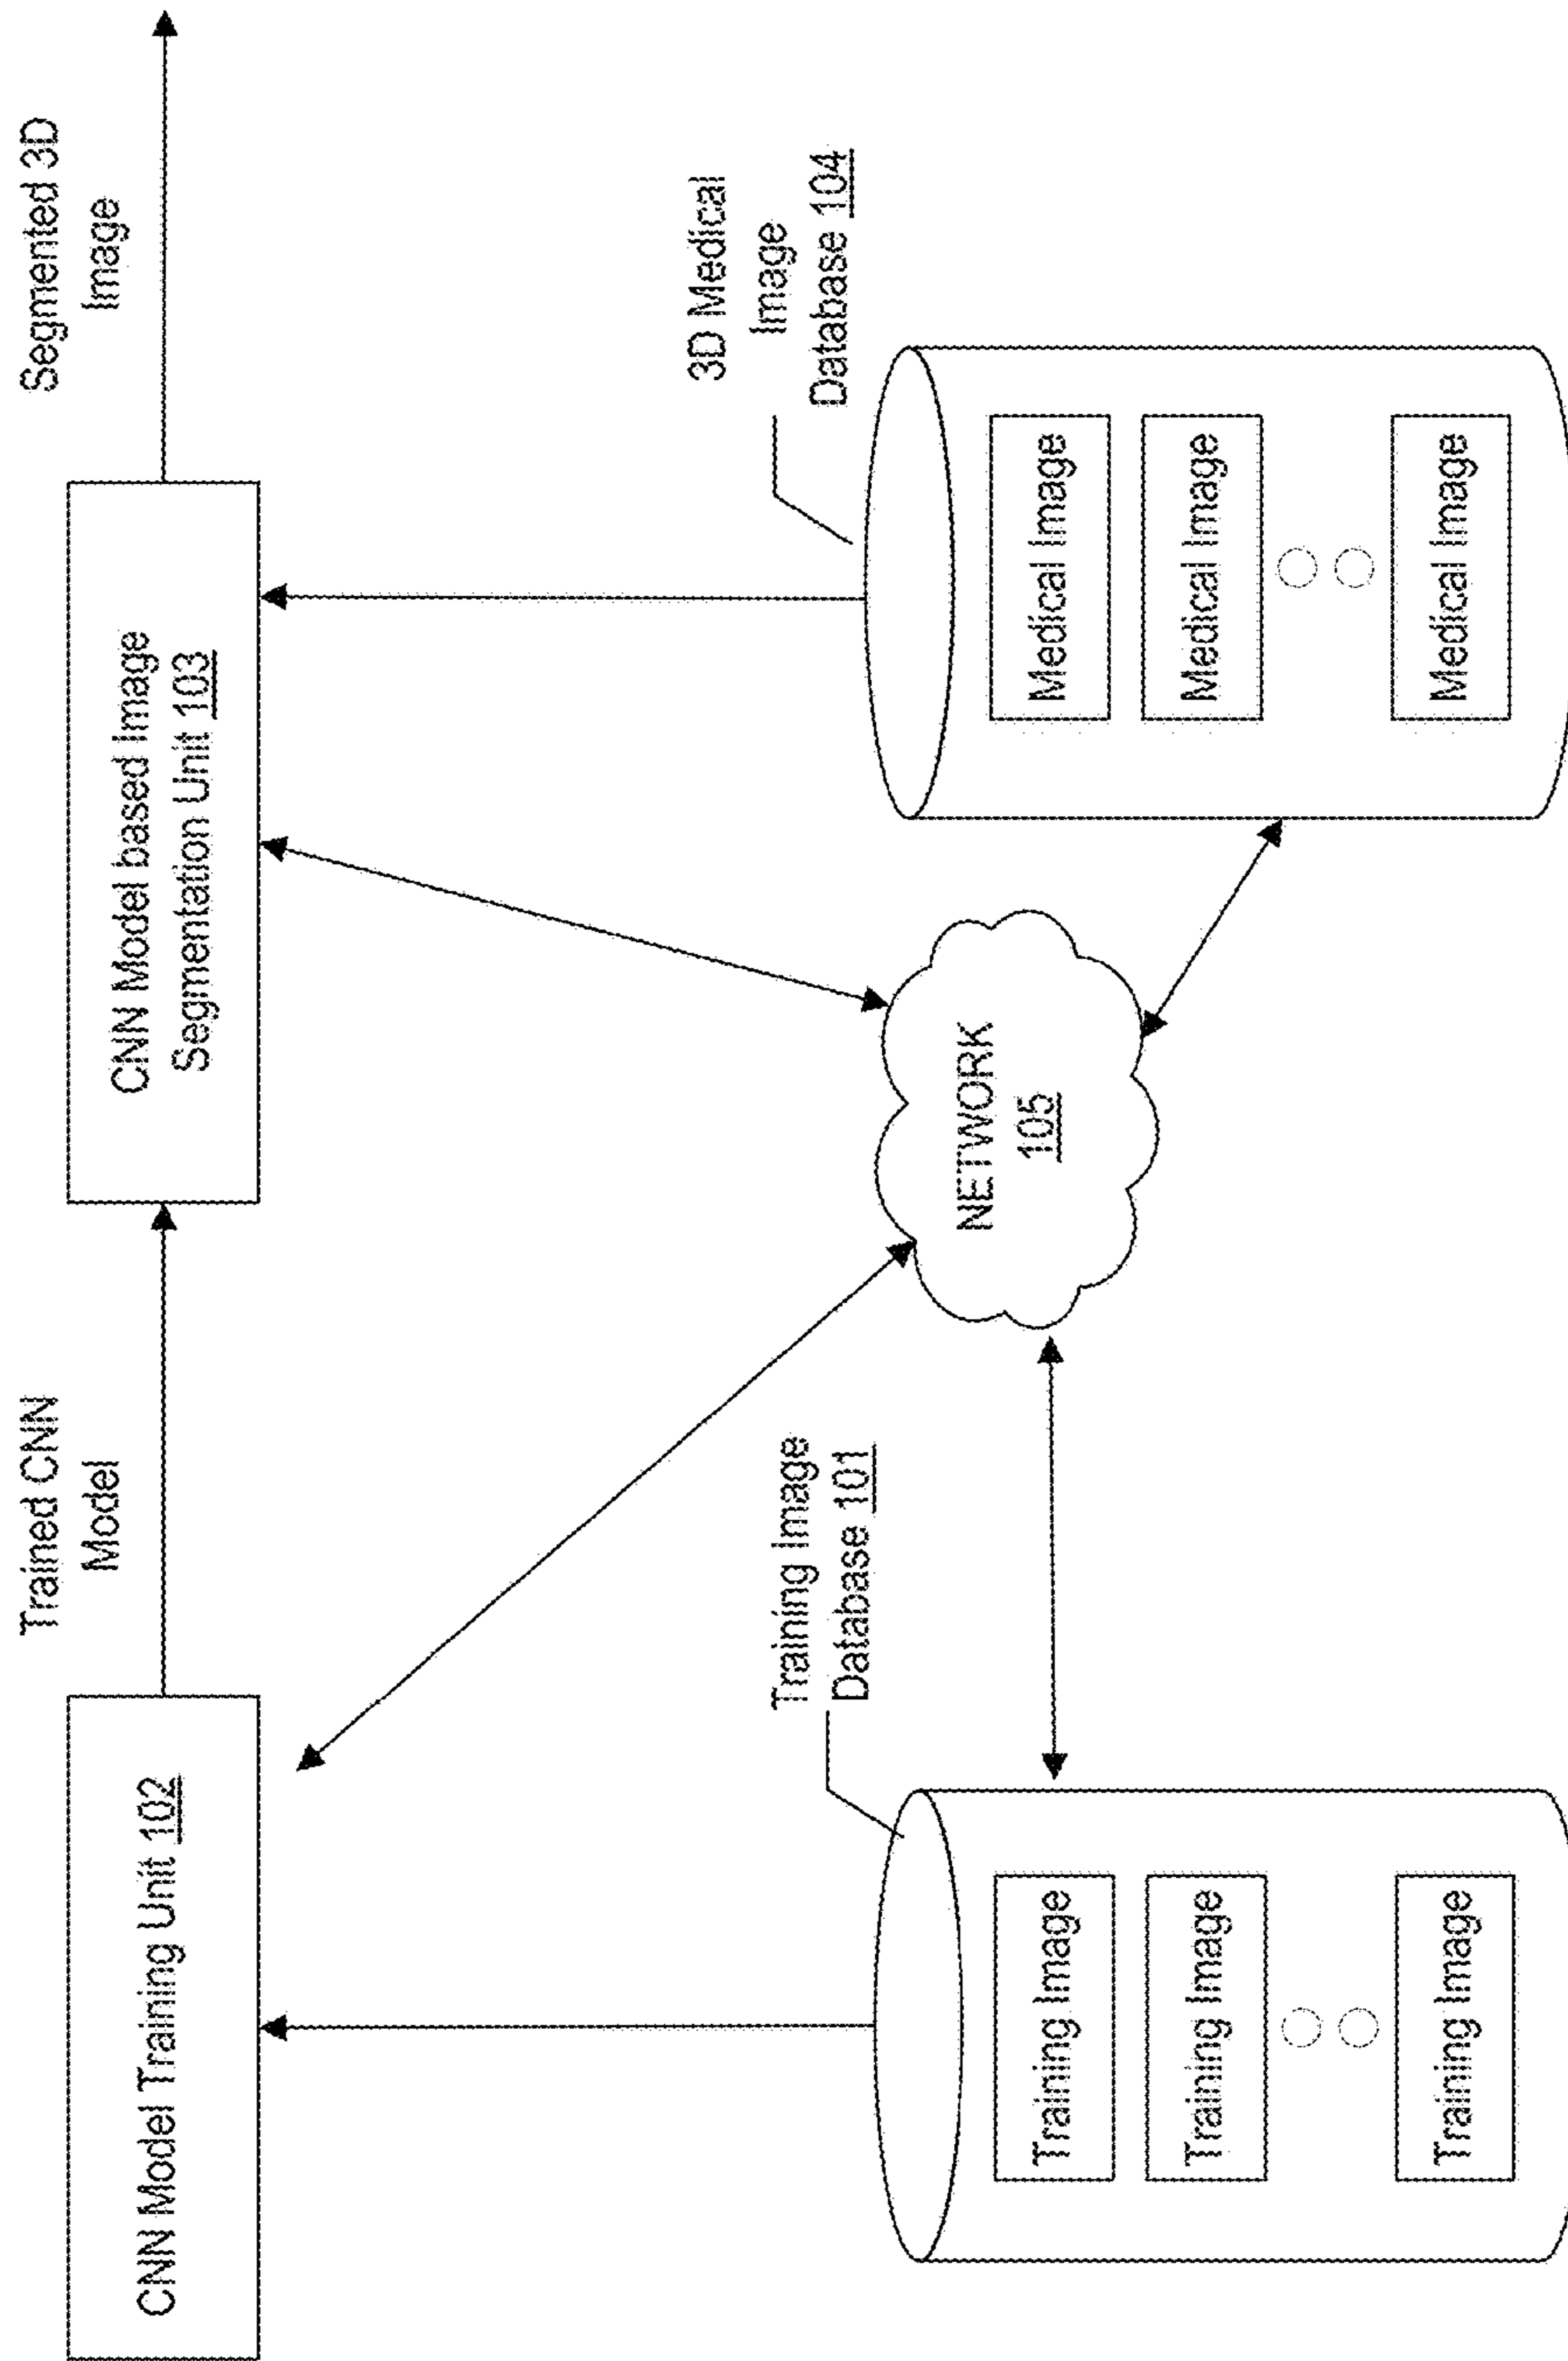 Trained CNN
Model
Segmented 3D
Image
CNN Model Training Unit 102
CNN Model based Image
Segmentation Unit 103
Training Image
Database 101
3D Medical
Image
Database 104
NETWORK
105
Training Image
Training Image
Training Image
Medical Image
Medical Image
Medical Image